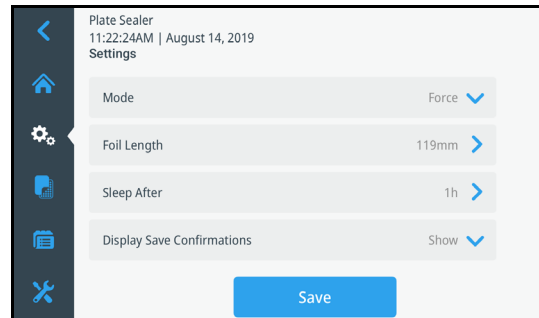 Plate Sealer
11:22:24AM | August 14, 2019
Settings
Mode Force
Foil Length 119mm
Sleep After 1h
Display Save Confirmations Show
Save